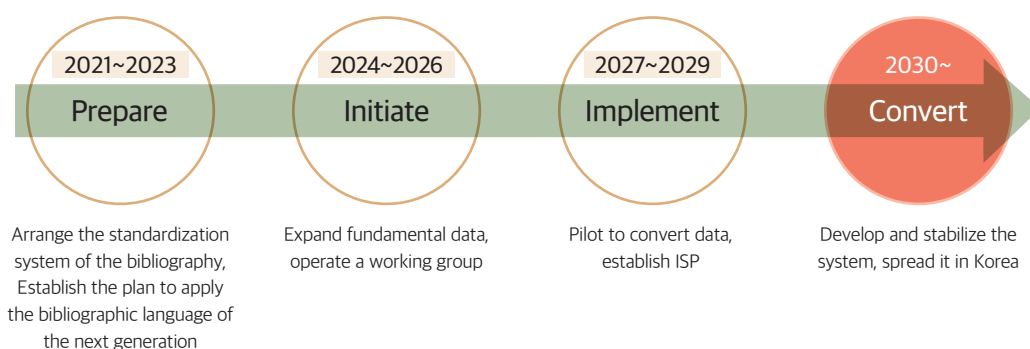 2021~2023
Prepare
Arrange the standardization
system of the bibliography,
Establish the plan to apply
the bibliographic language of
the next generation
2024~2026
Initiate
Expand fundamental data,
operate a working group
2027~2029
Implement
Pilot to convert data,
establish ISP
2030~
Convert
Develop and stabilize the
system, spread it in Korea